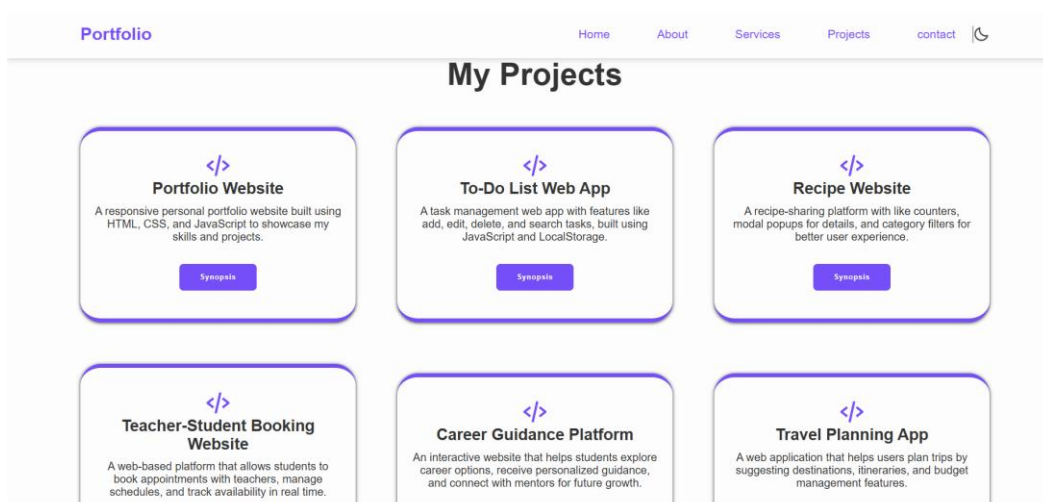 Portfolio
Home
About
Services
Projects
contact
My Projects
</>
Portfolio Website
A responsive personal portfolio website built using
HTML, CSS, and JavaScript to showcase my
skills and projects.
Synopsis
</>
To-Do List Web App
A task management web app with features like
add, edit, delete, and search tasks, built using
JavaScript and LocalStorage.
Synopsis
</>
Recipe Website
A recipe-sharing platform with like counters,
modal popups for details, and category filters for
better user experience.
Synopsis
</>
Teacher-Student Booking
Website
A web-based platform that allows students to
book appointments with teachers, manage
schedules, and track availability in real time.
</>
Career Guidance Platform
An interactive website that helps students explore
career options, receive personalized guidance,
and connect with mentors for future growth.
</>
Travel Planning App
A web application that helps users plan trips by
suggesting destinations, itineraries, and budget
management features.